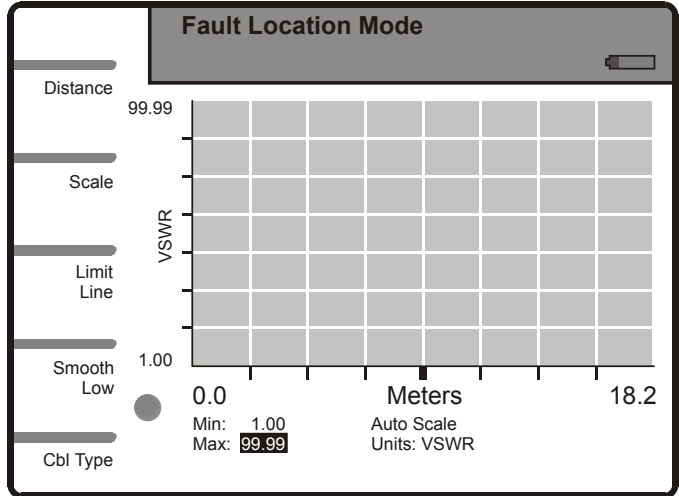 Fault Location Mode
Distance
Scale
Limit
Line
Smooth
Low
Cbl Type
99.99
VSWR
1.00
0.0 Meters 18.2
Min: 1.00 Auto Scale
Max: 99.99 Units: VSWR